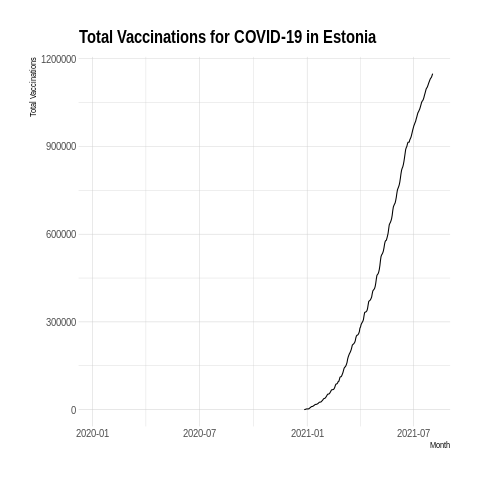 Total Vaccinations for COVID-19 in Estonia
Total Vaccinations
1200000
900000
600000
300000
0
2020-01 2020-07 2021-01 2021-07
Month